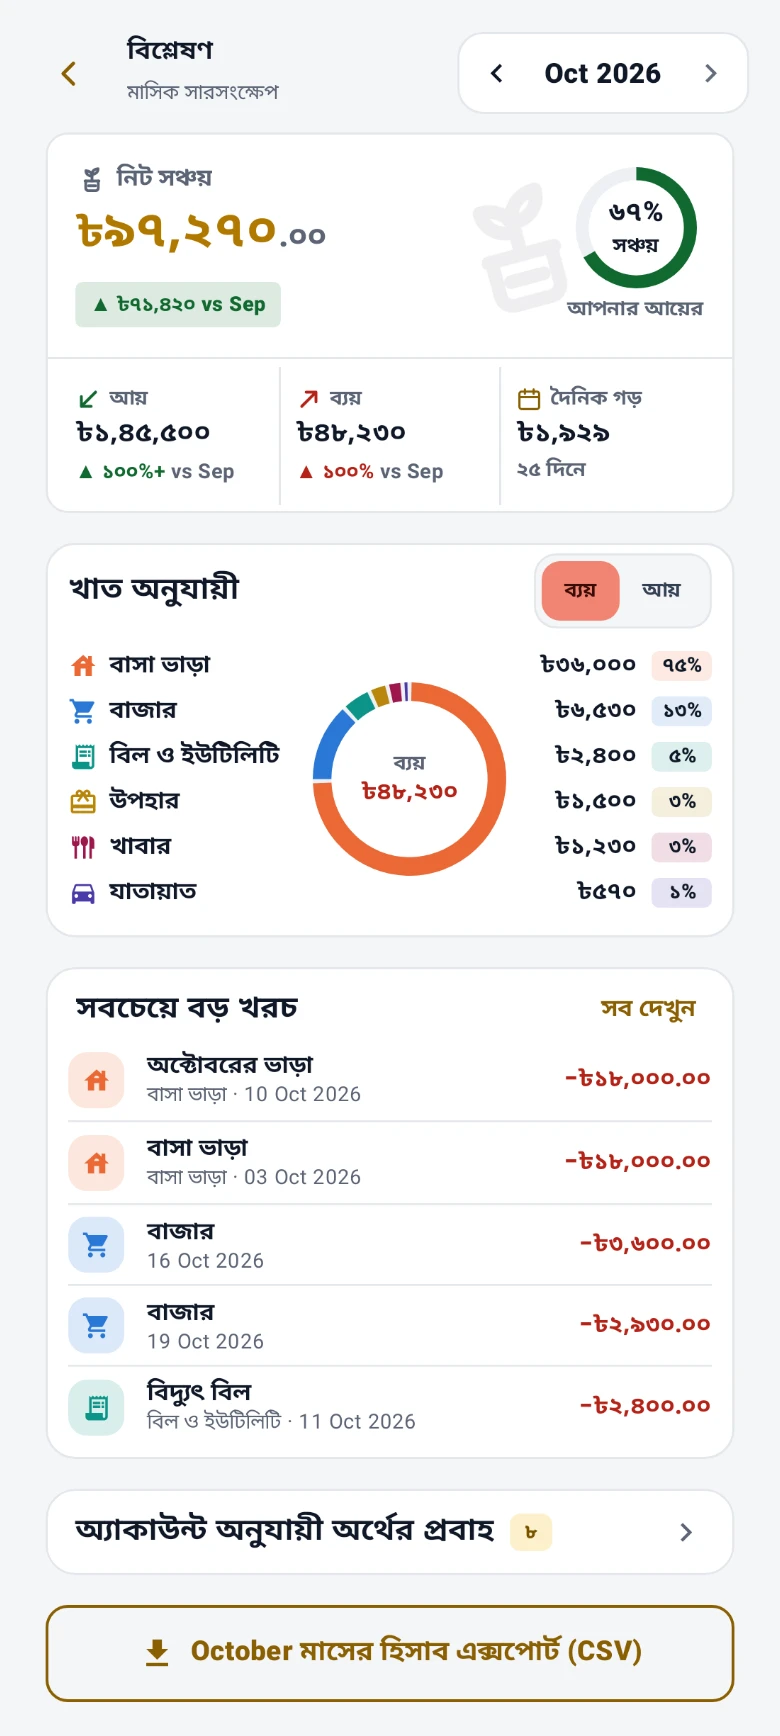 বিশ্লেষণ
মাসিক সারসংক্ষেপ
Oct 2026
নিট সঞ্চয়
৳৯৭,২৭০.০০
▲ ৳৭১,৪২০ vs Sep
৬৭%
সঞ্চয়
আপনার আয়ের
আয়
৳১,৪৫,৫০০
▲ ১০০%+ vs Sep
ব্যয়
৳৪৮,২৩০
▲ ১০০% vs Sep
দৈনিক গড়
৳১,৯২৯
২৫ দিনে
খাত অনুযায়ী
ব্যয় আয়
বাসা ভাড়া ৳৩৬,০০০ ৭৫%
বাজার ৳৬,৫৩০ ১৩%
বিল ও ইউটিলিটি ৳২,৪০০ ৫%
উপহার ৳১,৫০০ ৩%
খাবার ৳১,২৩০ ৩%
যাতায়াত ৳৫৭০ ১%
ব্যয়
৳৪৮,২৩০
সবচেয়ে বড় খরচ সব দেখুন
অক্টোবরের ভাড়া −৳১৮,০০০.০০
বাসা ভাড়া · 10 Oct 2026
বাসা ভাড়া −৳১৮,০০০.০০
বাসা ভাড়া · 03 Oct 2026
বাজার −৳৩,৬০০.০০
16 Oct 2026
বাজার −৳২,৯৩০.০০
19 Oct 2026
বিদ্যুৎ বিল −৳২,৪০০.০০
বিল ও ইউটিলিটি · 11 Oct 2026
অ্যাকাউন্ট অনুযায়ী অর্থের প্রবাহ ৮
October মাসের হিসাব এক্সপোর্ট (CSV)